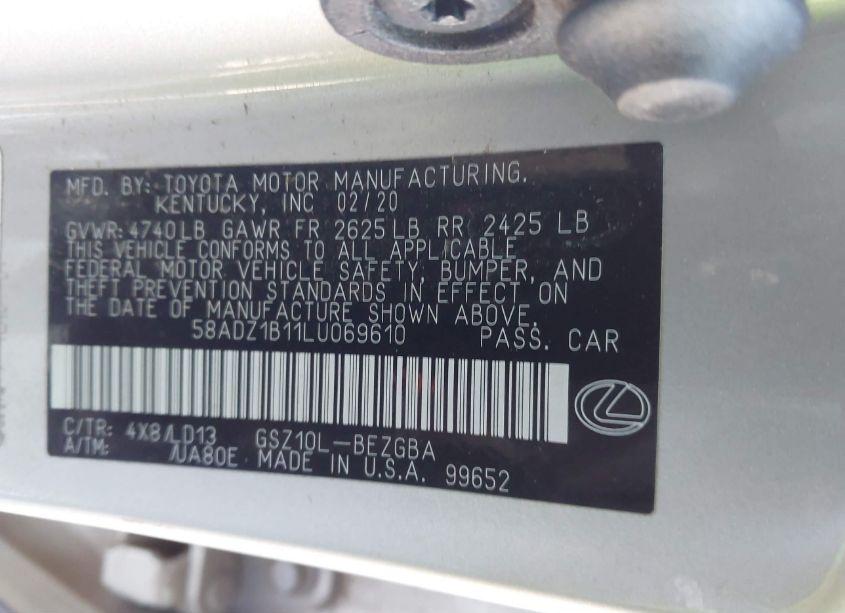 MFD. BY: TOYOTA MOTOR MANUFACTURING,
KENTUCKY, INC 02/20
GVWR: 4740LB GAWR FR 2625LB RR 2425 LB
THIS VEHICLE CONFORMS TO ALL APPLICABLE
FEDERAL MOTOR VEHICLE SAFETY, BUMPER, AND
THEFT PREVENTION STANDARDS IN EFFECT ON
THE DATE OF MANUFACTURE SHOWN ABOVE.
58ADZ1B11LU069610 PASS. CAR
C/TR: 4X8/LD13 GSZ10L-BEZGBA
A/TM: /UA80E MADE IN U.S.A. 99652